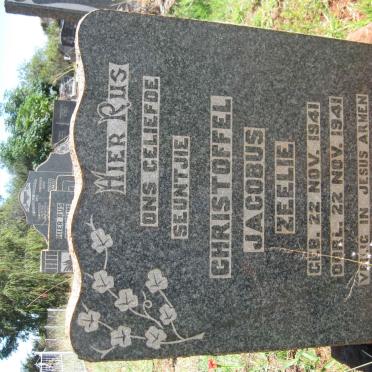 HIER RUS
ONS GELIEFDE
SEUNTJIE
CHRISTOFFEL
JACOBUS
ZEELIE
GEB. 22 NOV. 1941
OORL. 22 NOV. 1941
VEILIG IN JESUS ARMEN